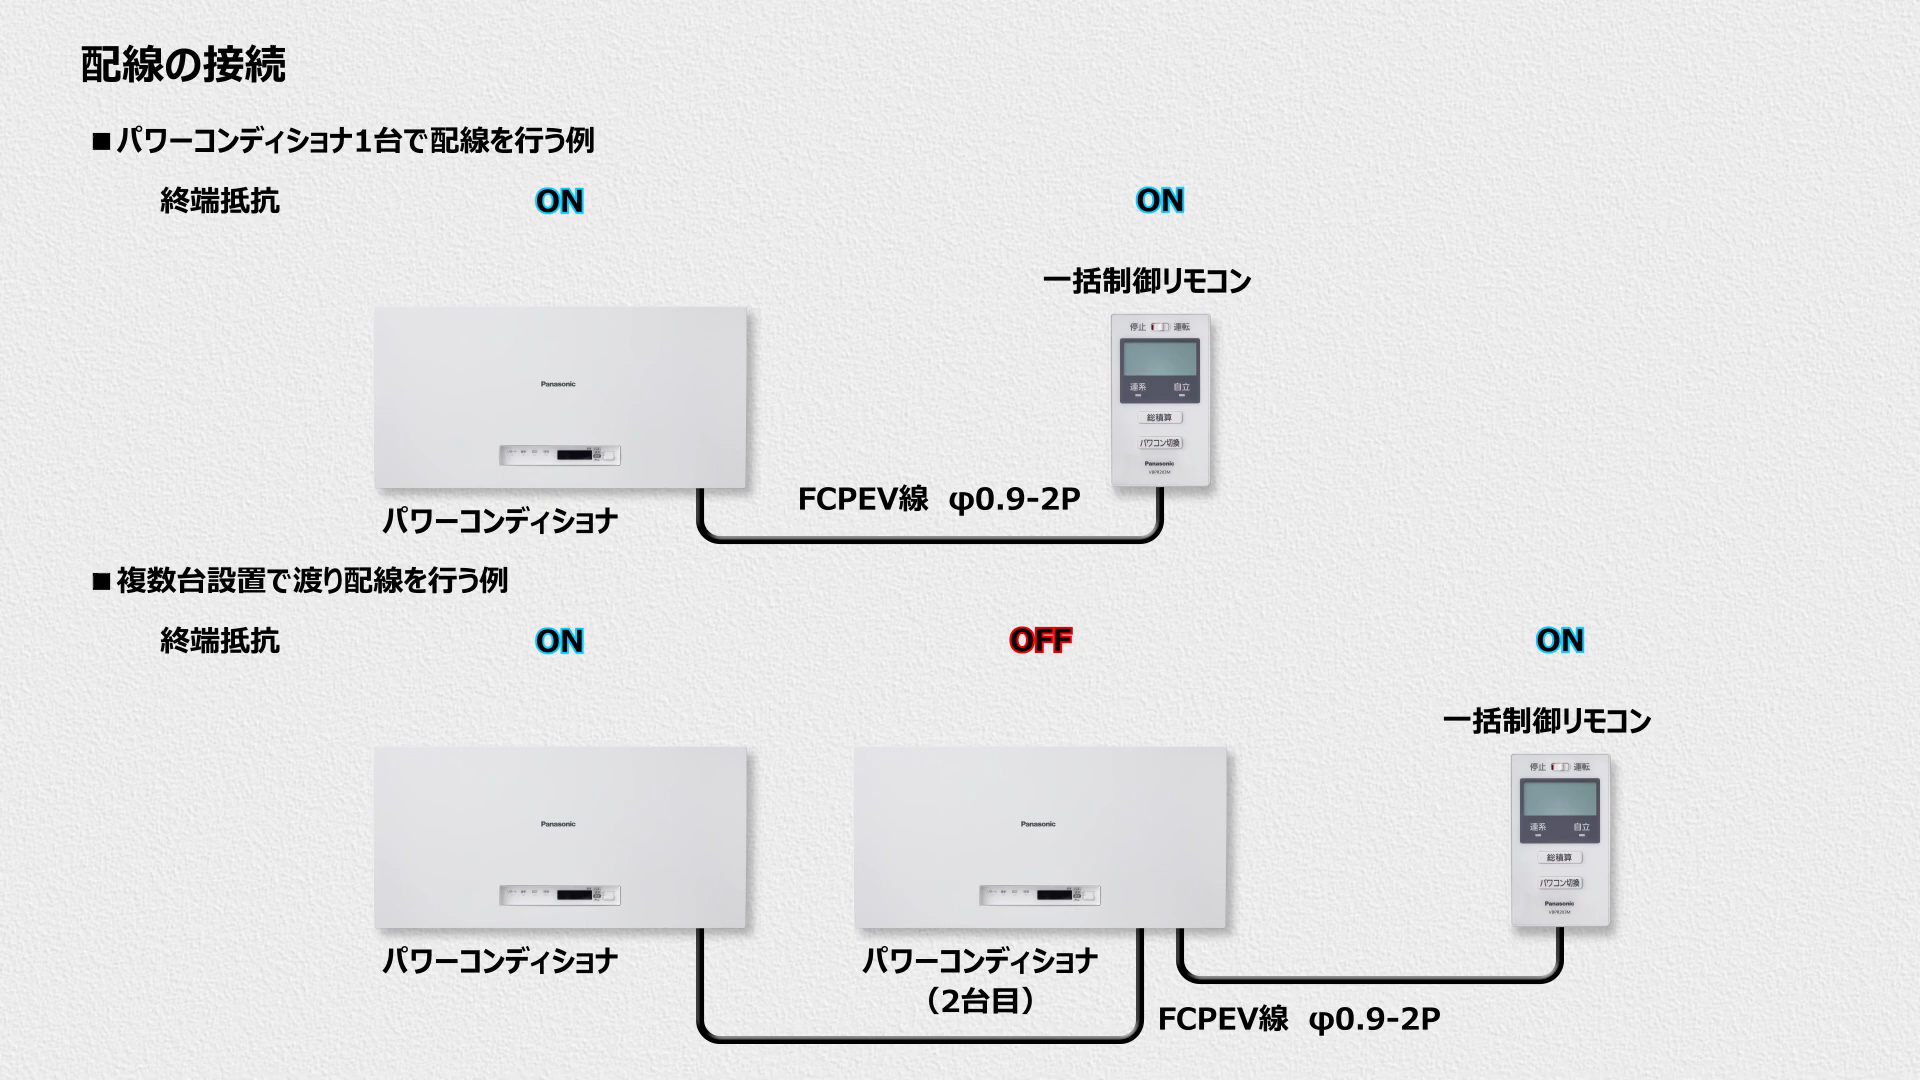 配線の接続
■パワーコンディショナ1台で配線を行う例
終端抵抗 ON ON
一括制御リモコン
停止 運転
連系 自立
総積算
パワコン切換
Panasonic
VBPR203M
Panasonic
パワーコンディショナ
FCPEV線 φ0.9-2P
■複数台設置で渡り配線を行う例
終端抵抗 ON OFF ON
一括制御リモコン
停止 運転
連系 自立
総積算
パワコン切換
Panasonic
VBPR203M
Panasonic
Panasonic
パワーコンディショナ
パワーコンディショナ
（2台目）
FCPEV線 φ0.9-2P